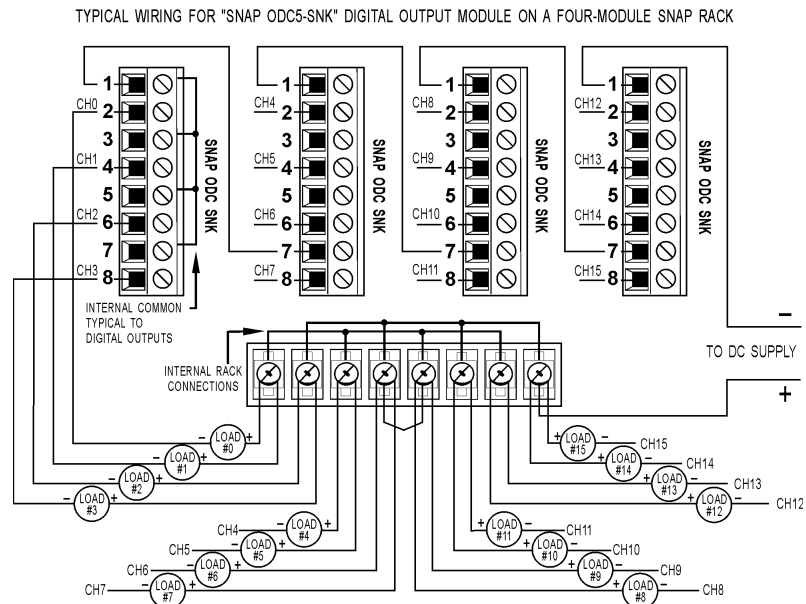 TYPICAL WIRING FOR "SNAP ODC5-SNK" DIGITAL OUTPUT MODULE ON A FOUR-MODULE SNAP RACK
1
CH0 2
3
CH1 4
5
CH2 6
7
CH3 8
SNAP ODC SNK
1
CH4 2
3
CH5 4
5
CH6 6
7
CH7 8
SNAP ODC SNK
1
CH8 2
3
CH9 4
5
CH10 6
7
CH11 8
SNAP ODC SNK
1
CH12 2
3
CH13 4
5
CH14 6
7
CH15 8
SNAP ODC SNK
INTERNAL COMMON
TYPICAL TO
DIGITAL OUTPUTS
INTERNAL RACK
CONNECTIONS
−
TO DC SUPPLY
+
− LOAD #0 +
− LOAD #1 +
− LOAD #2 +
− LOAD #3 +
CH4 − LOAD #4 +
CH5 − LOAD #5 +
CH6 − LOAD #6 +
CH7 − LOAD #7 +
+ LOAD #15 − CH15
+ LOAD #14 − CH14
+ LOAD #13 − CH13
+ LOAD #12 − CH12
+ LOAD #11 − CH11
+ LOAD #10 − CH10
+ LOAD #9 − CH9
+ LOAD #8 − CH8